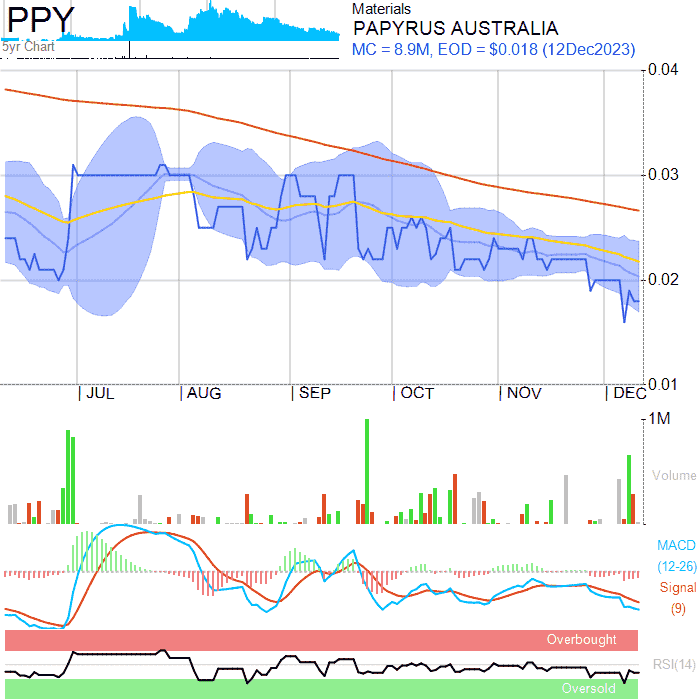 PPY
5yr Chart
Materials
PAPYRUS AUSTRALIA
MC = 8.9M, EOD = $0.018 (12Dec2023)
0.04
0.03
0.02
0.01
| JUL | AUG | SEP | OCT | NOV | DEC
1M
Volume
MACD
(12-26)
Signal
(9)
Overbought
RSI(14)
Oversold